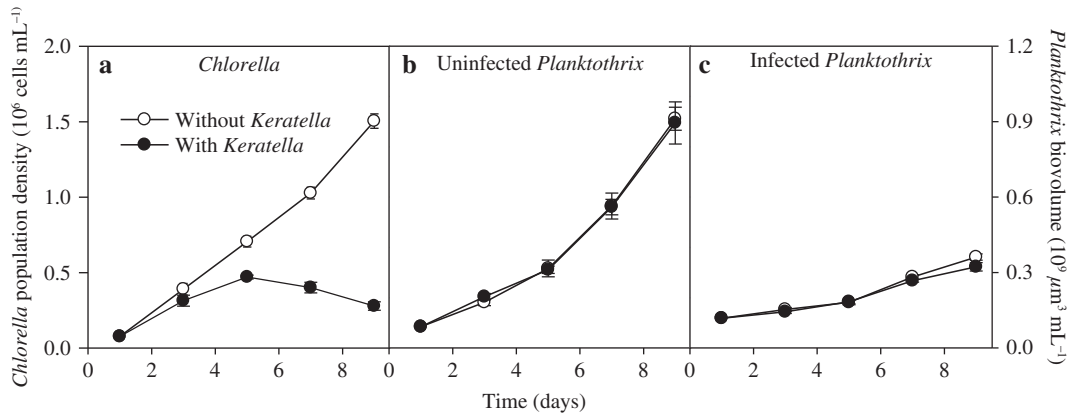 Chlorella population density (10⁶ cells mL⁻¹)
2.0
1.5
1.0
0.5
0.0
a
Chlorella
Without Keratella
With Keratella
b
Uninfected Planktothrix
c
Infected Planktothrix
1.2
0.9
0.6
0.3
0.0
Planktothrix biovolume (10⁹ μm³ mL⁻¹)
0 2 4 6 8 0 2 4 6 8 0 2 4 6 8
Time (days)